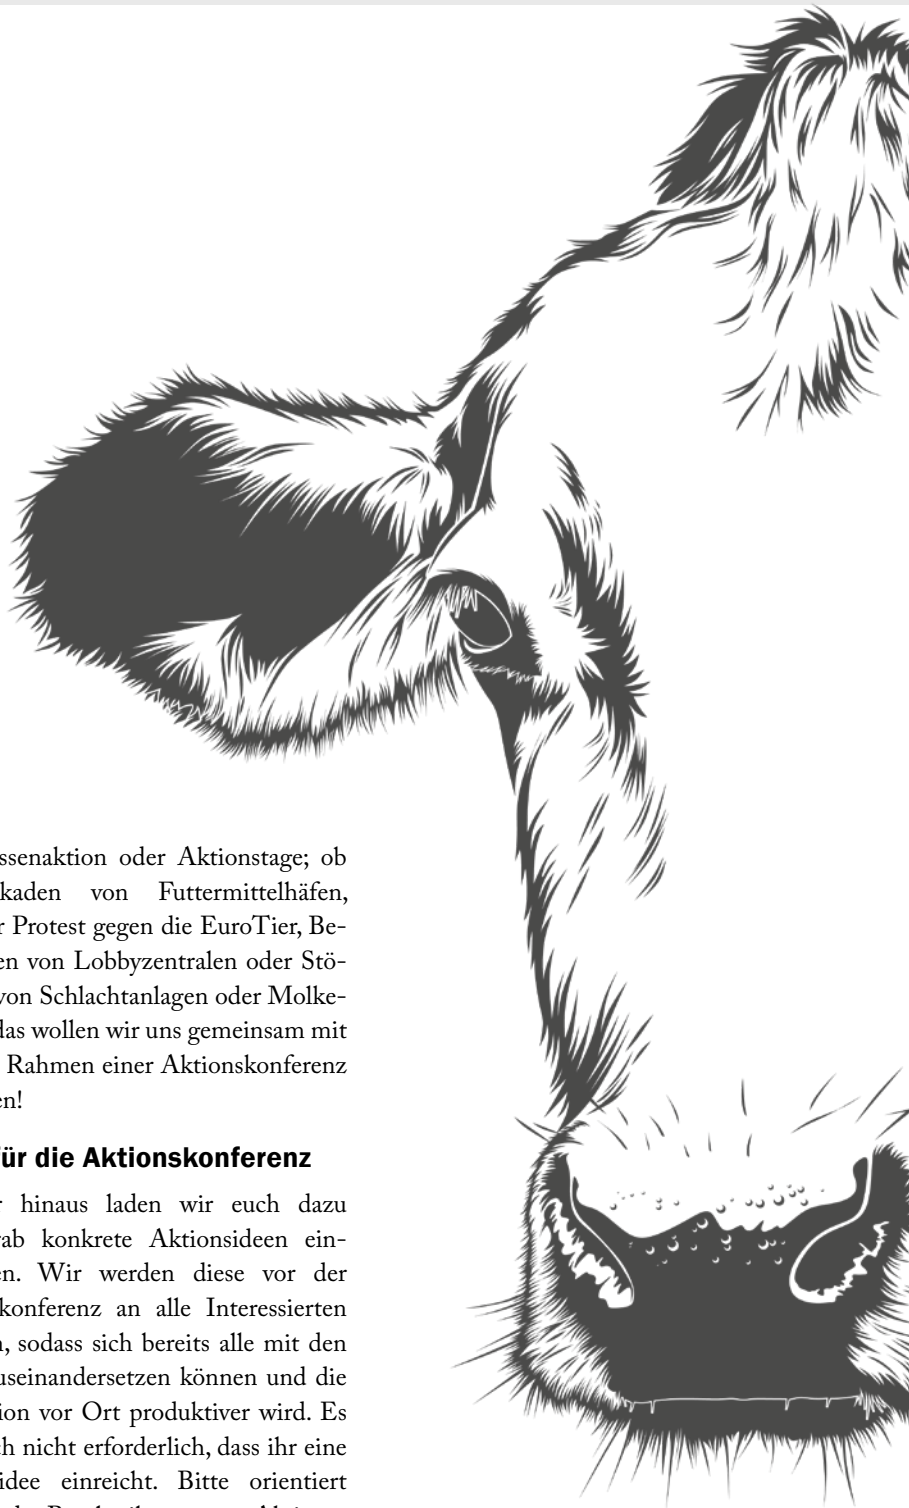 ssenaktion oder Aktionstage; ob
kaden von Futtermittelhäfen,
r Protest gegen die EuroTier, Be-
en von Lobbyzentralen oder Stö-
von Schlachtanlagen oder Molke-
das wollen wir uns gemeinsam mit
Rahmen einer Aktionskonferenz
en!
für die Aktionskonferenz
r hinaus laden wir euch dazu
rab konkrete Aktionsideen ein-
en. Wir werden diese vor der
konferenz an alle Interessierten
n, sodass sich bereits alle mit den
useinandersetzen können und die
ion vor Ort produktiver wird. Es
ch nicht erforderlich, dass ihr eine
idee einreicht. Bitte orientiert